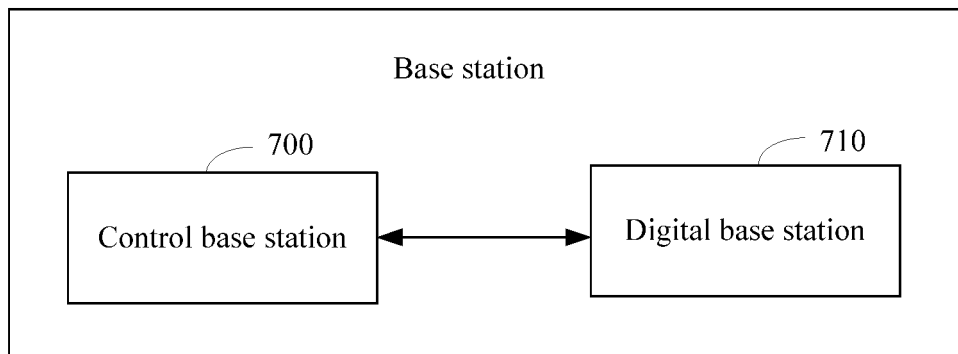 Base station
700
710
Control base station
Digital base station